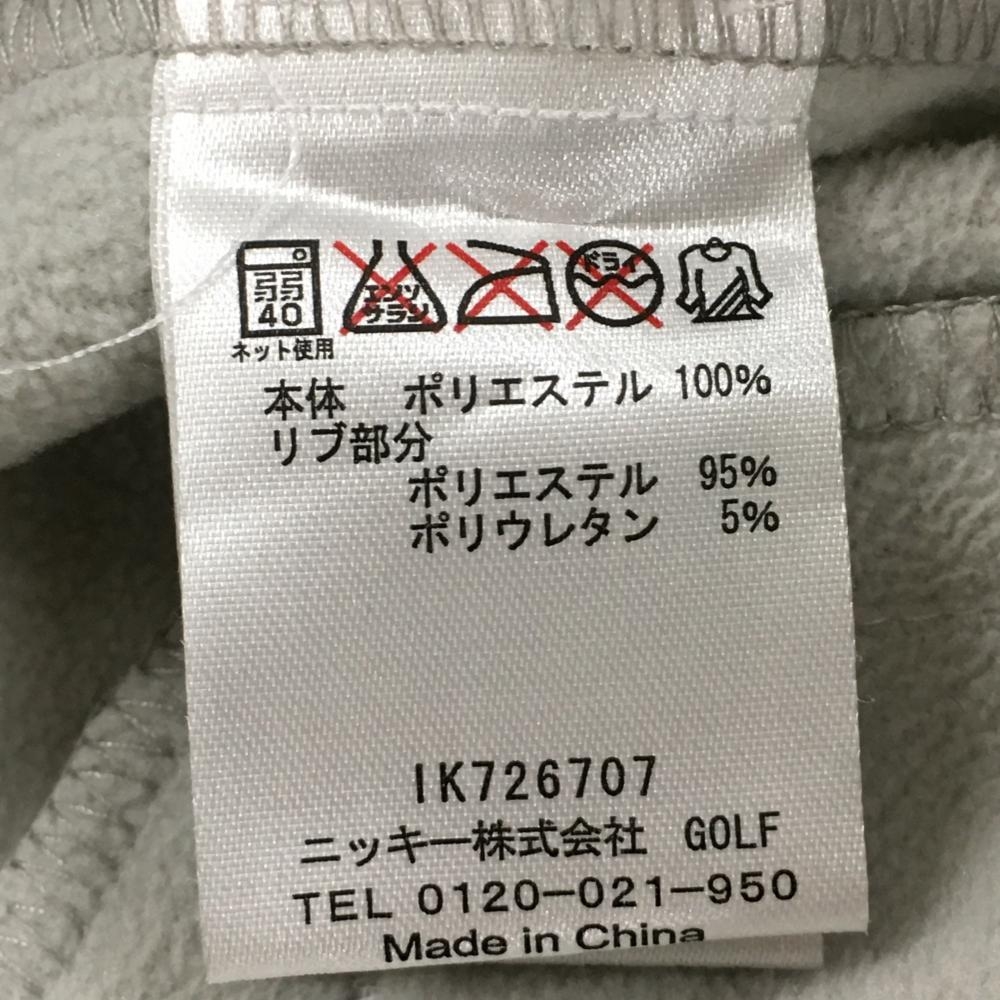 弱
40
エンソ
サラシ
ドライ
ネット使用
本体 ポリエステル 100%
リブ部分
ポリエステル 95%
ポリウレタン 5%
IK726707
ニッキー株式会社 GOLF
TEL 0120-021-950
Made in China